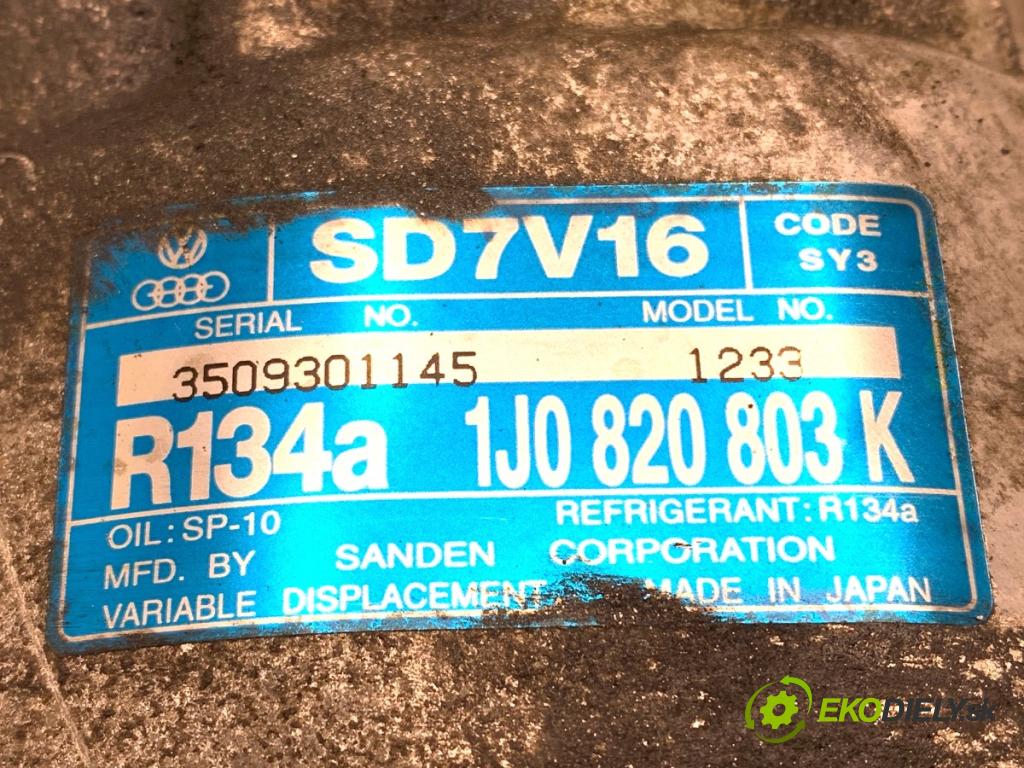 SD7V16
CODE
SY3
SERIAL NO. MODEL NO.
3509301145 1233
R134a 1J0 820 803 K
OIL: SP-10 REFRIGERANT: R134a
MFD. BY SANDEN CORPORATION
VARIABLE DISPLACEMENT MADE IN JAPAN
EKODIELY.sk